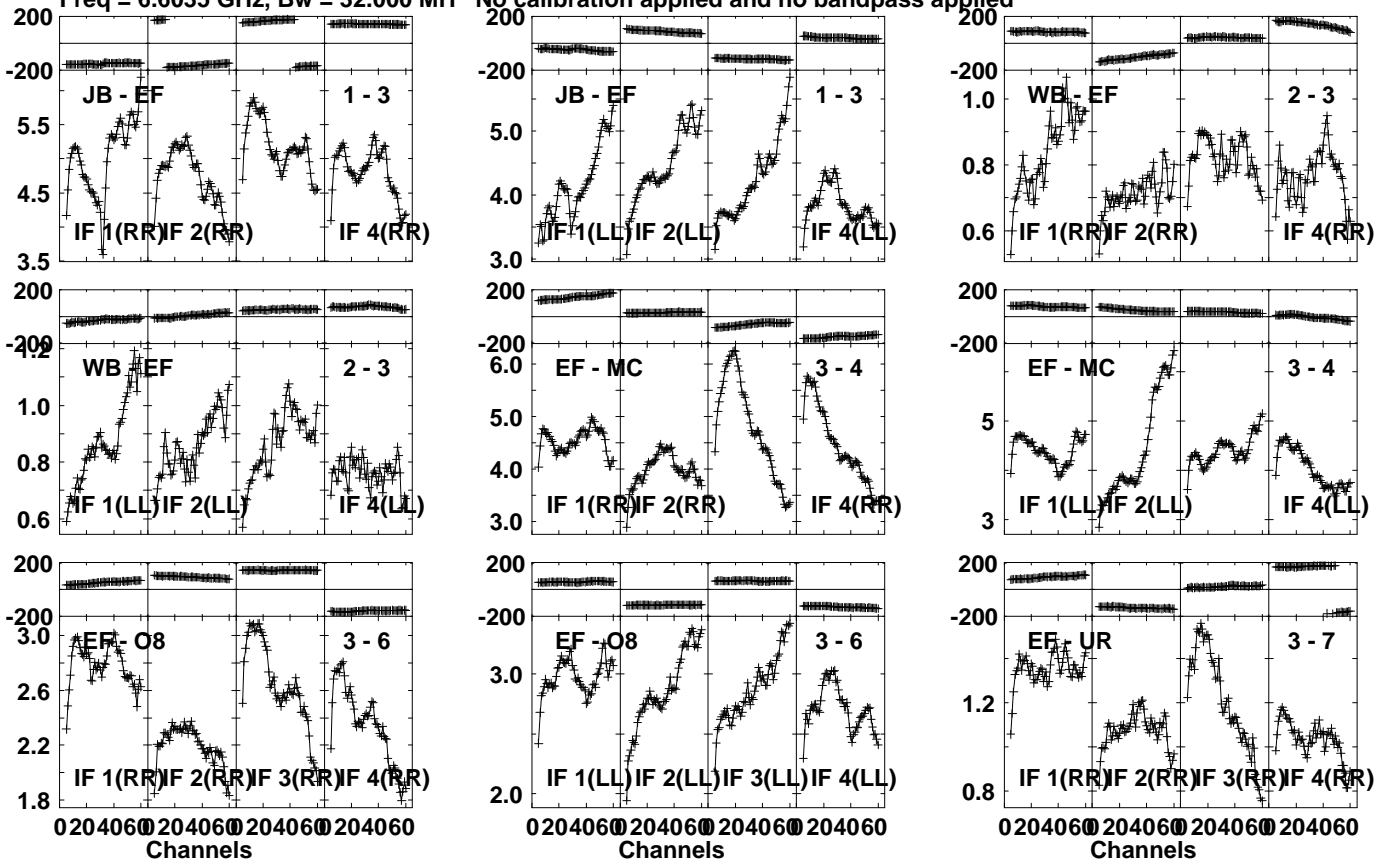 Freq = 6.6035 GHz, Bw = 32.000 MH No calibration applied and no bandpass applied
200
-200
JB - EF 1 - 3
5.5
4.5
3.5
IF 1(RR) IF 2(RR) IF 4(RR)
JB - EF 1 - 3
5.0
4.0
3.0
IF 1(LL) IF 2(LL) IF 4(LL)
200
-200
WB - EF 2 - 3
1.0
0.8
0.6
IF 1(RR) IF 2(RR) IF 4(RR)
200
-200
1.2
WB - EF 2 - 3
1.0
0.8
0.6
IF 1(LL) IF 2(LL) IF 4(LL)
200
-200
6.0
EF - MC 3 - 4
5.0
4.0
3.0
IF 1(RR) IF 2(RR) IF 4(RR)
200
-200
EF - MC 3 - 4
5
3
IF 1(LL) IF 2(LL) IF 4(LL)
200
-200
3.0
EF - O8 3 - 6
2.6
2.2
1.8
IF 1(RR) IF 2(RR) IF 3(RR) IF 4(RR)
0 20 40 60 0 20 40 60 0 20 40 60 0 20 40 60
Channels
200
-200
EF - O8 3 - 6
3.0
2.0
IF 1(LL) IF 2(LL) IF 3(LL) IF 4(LL)
0 20 40 60 0 20 40 60 0 20 40 60 0 20 40 60
Channels
200
-200
EF - UR 3 - 7
1.2
0.8
IF 1(RR) IF 2(RR) IF 3(RR) IF 4(RR)
0 20 40 60 0 20 40 60 0 20 40 60 0 20 40 60
Channels